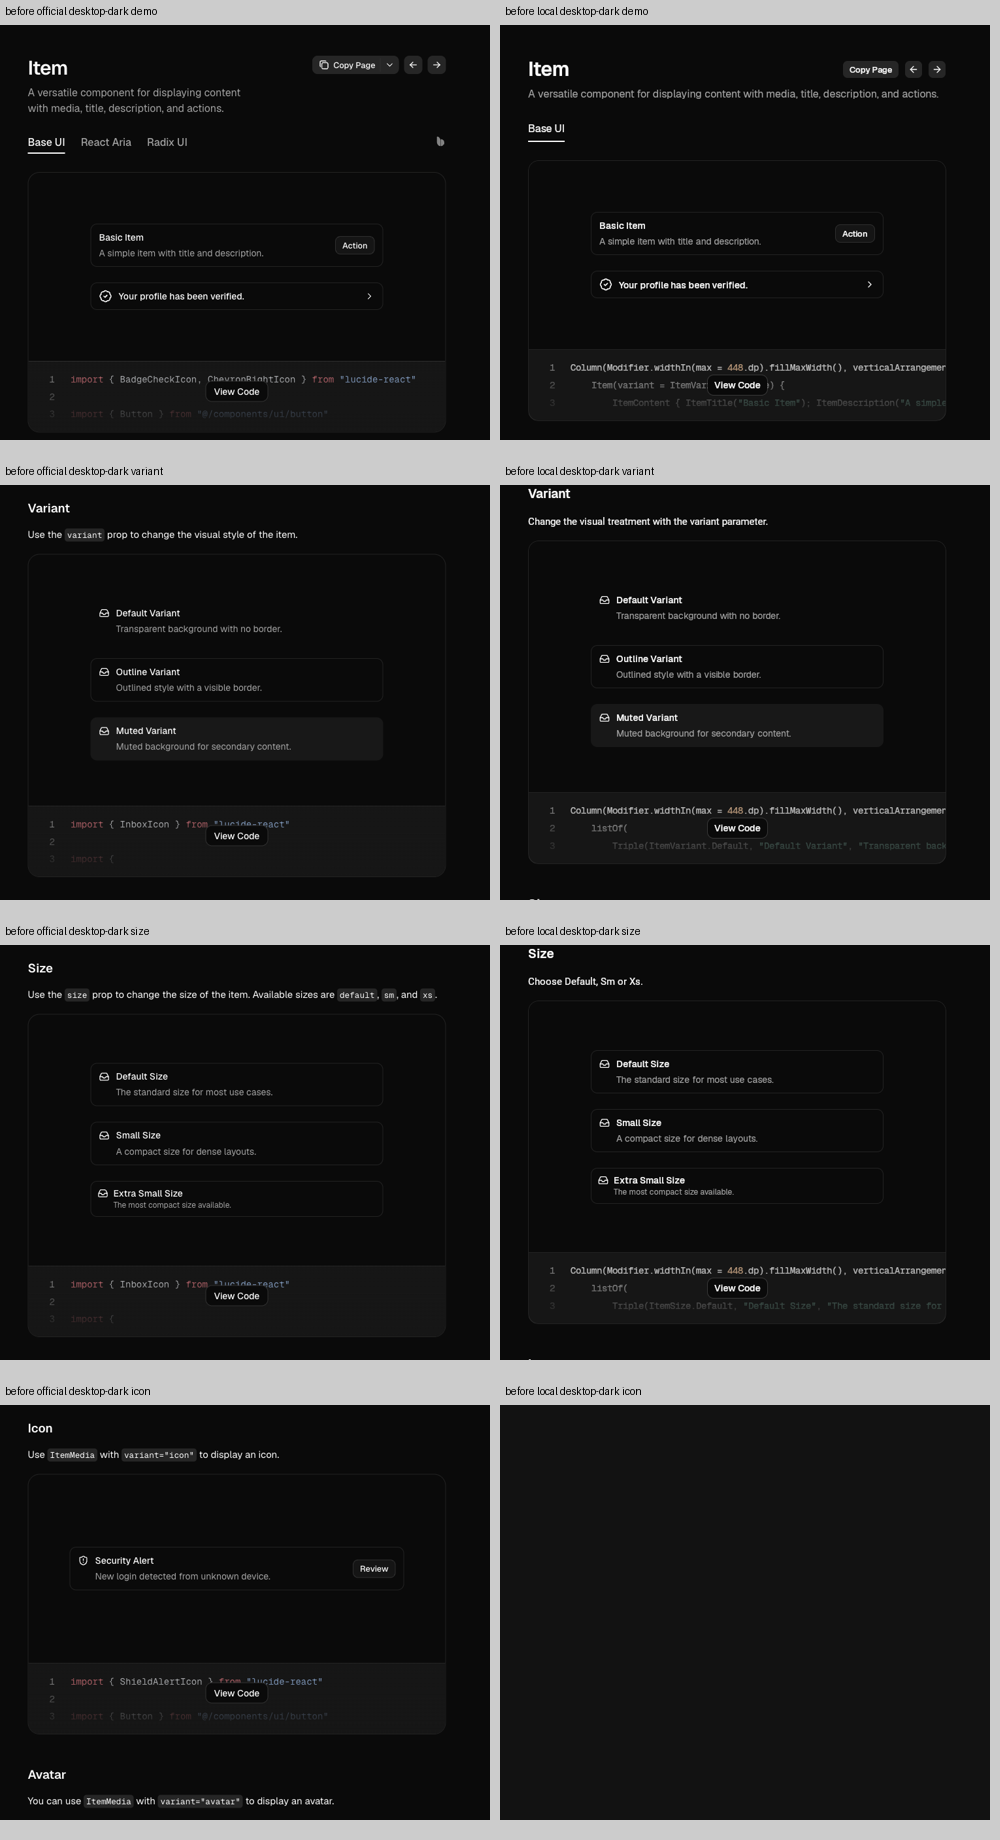 before official desktop-dark demo
Item
Copy Page
A versatile component for displaying content
with media, title, description, and actions.
Base UI React Aria Radix UI
Basic Item
A simple item with title and description.
Action
Your profile has been verified.
1 import { BadgeCheckIcon, ChevronRightIcon } from "lucide-react"
2
View Code
3 import { Button } from "@/components/ui/button"
before local desktop-dark demo
Item
Copy Page
A versatile component for displaying content with media, title, description, and actions.
Base UI
Basic Item
A simple item with title and description.
Action
Your profile has been verified.
1 Column(Modifier.widthIn(max = 448.dp).fillMaxWidth(), verticalArrangemen
2 Item(variant = ItemVar e) {
View Code
3 ItemContent { ItemTitle("Basic Item"); ItemDescription("A simple
before official desktop-dark variant
Variant
Use the variant prop to change the visual style of the item.
Default Variant
Transparent background with no border.
Outline Variant
Outlined style with a visible border.
Muted Variant
Muted background for secondary content.
1 import { InboxIcon } from "lucide-react"
2
View Code
3 import {
before local desktop-dark variant
Variant
Change the visual treatment with the variant parameter.
Default Variant
Transparent background with no border.
Outline Variant
Outlined style with a visible border.
Muted Variant
Muted background for secondary content.
1 Column(Modifier.widthIn(max = 448.dp).fillMaxWidth(), verticalArrangemen
2 listOf(
View Code
3 Triple(ItemVariant.Default, "Default Variant", "Transparent back
before official desktop-dark size
Size
Use the size prop to change the size of the item. Available sizes are default, sm, and xs.
Default Size
The standard size for most use cases.
Small Size
A compact size for dense layouts.
Extra Small Size
The most compact size available.
1 import { InboxIcon } from "lucide-react"
2
View Code
3 import {
before local desktop-dark size
Size
Choose Default, Sm or Xs.
Default Size
The standard size for most use cases.
Small Size
A compact size for dense layouts.
Extra Small Size
The most compact size available.
1 Column(Modifier.widthIn(max = 448.dp).fillMaxWidth(), verticalArrangemen
2 listOf(
View Code
3 Triple(ItemSize.Default, "Default Size", "The standard size for
before official desktop-dark icon
Icon
Use ItemMedia with variant="icon" to display an icon.
Security Alert
New login detected from unknown device.
Review
1 import { ShieldAlertIcon } from "lucide-react"
2
View Code
3 import { Button } from "@/components/ui/button"
Avatar
You can use ItemMedia with variant="avatar" to display an avatar.
before local desktop-dark icon